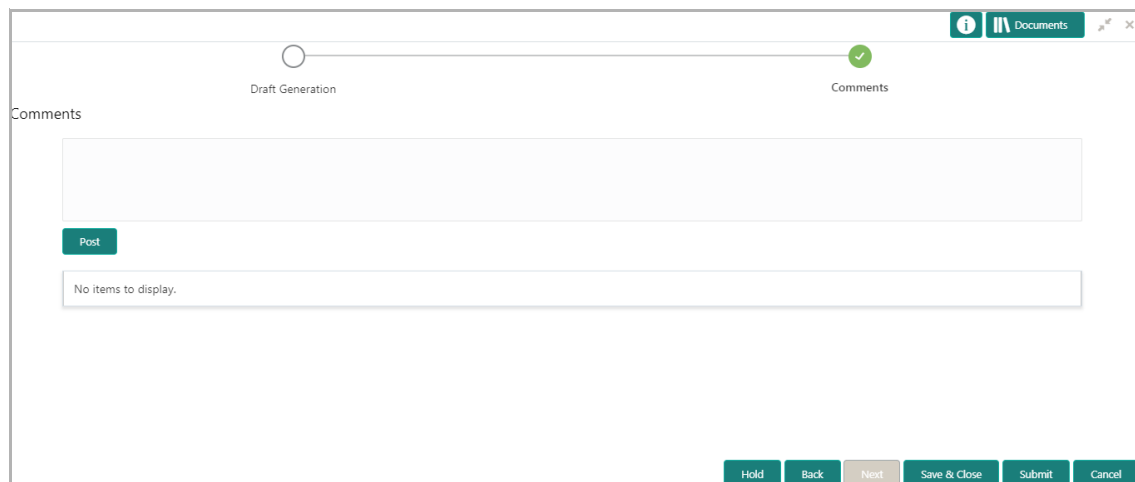 Documents
Draft Generation
Comments
Comments
Post
No items to display.
Hold Back Next Save & Close Submit Cancel